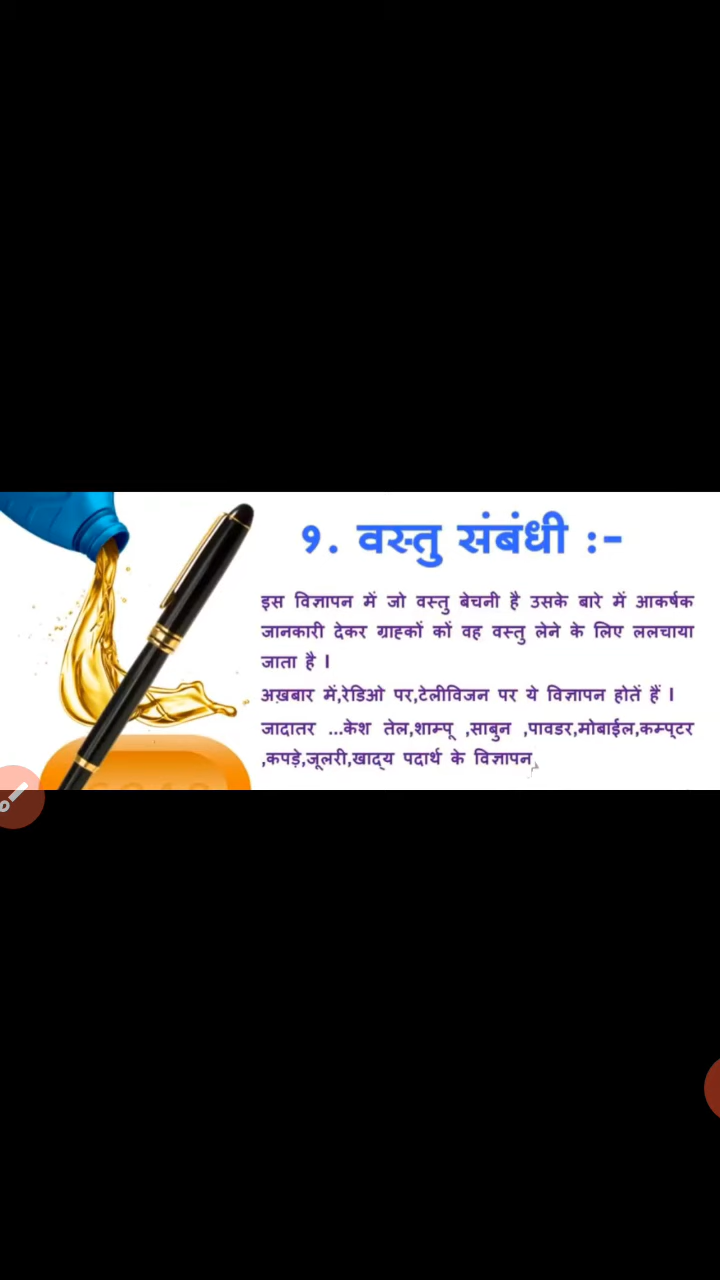 १. वस्तु संबंधी :-
इस विज्ञापन में जो वस्तु बेचनी है उसके बारे में आकर्षक
जानकारी देकर ग्राह्कों कों वह वस्तु लेने के लिए ललचाया
जाता है I
अख़बार में,रेडिओ पर,टेलीविजन पर ये विज्ञापन होतें हैं I
जादातर ...केश तेल,शाम्पू ,साबुन ,पावडर,मोबाईल,कम्प्टर
,कपड़े,जूलरी,खाद्य पदार्थ के विज्ञापन